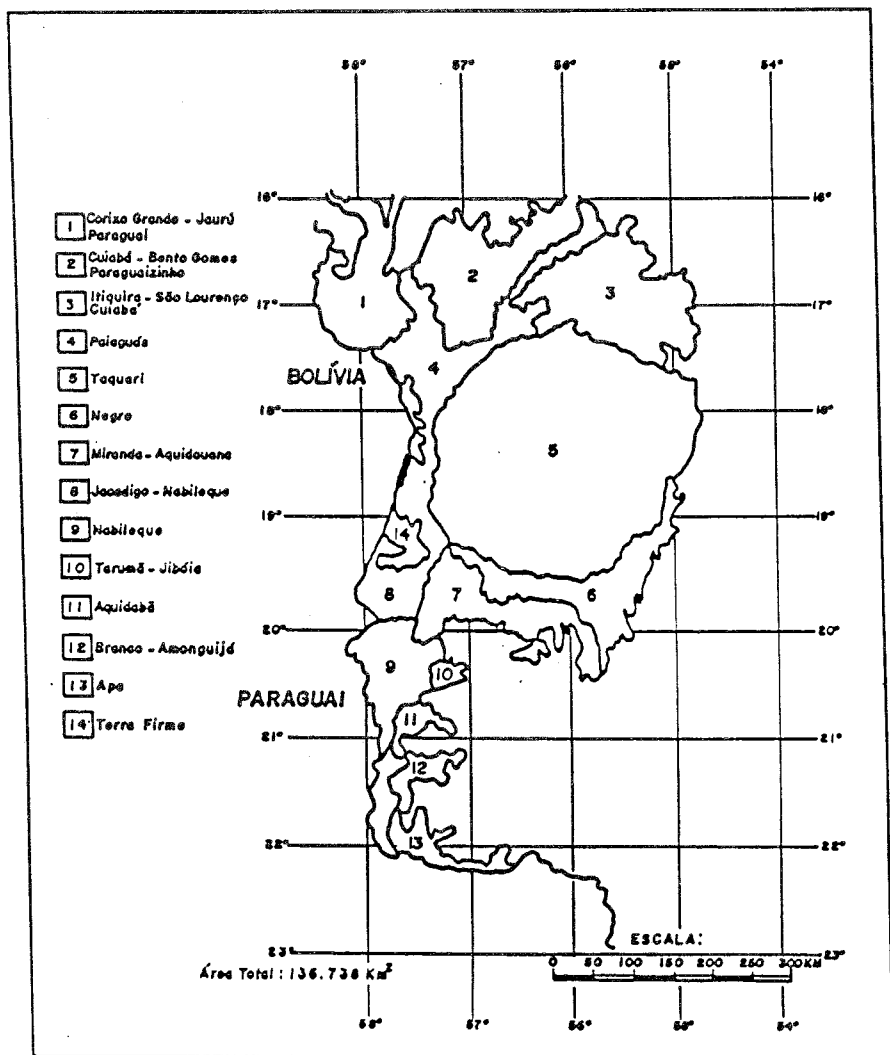 58° 57° 56° 55° 54°
16° 16°
1 Corixo Grande - Jaurú
Paraguai
2 Cuiabá - Bento Gomes
Paraguaizinho
3 Itiquira - São Lourenço
Cuiabá
4 Paiaguás
5 Taquari
6 Negro
7 Miranda - Aquidauana
8 Jacadigo - Nabileque
9 Nabileque
10 Tarumã - Jibóia
11 Aquidabã
12 Branco - Amonguijá
13 Apa
14 Terra Firme
2
3
1
17° 17°
4
BOLÍVIA
18° 18°
5
19° 19°
14
8
7
6
20° 20°
9
10
PARAGUAI
11
21° 21°
12
13
22° 22°
ESCALA:
23° 23°
0 50 100 150 200 250 300KM
Área Total: 136.738 Km²
58° 57° 56° 55° 54°